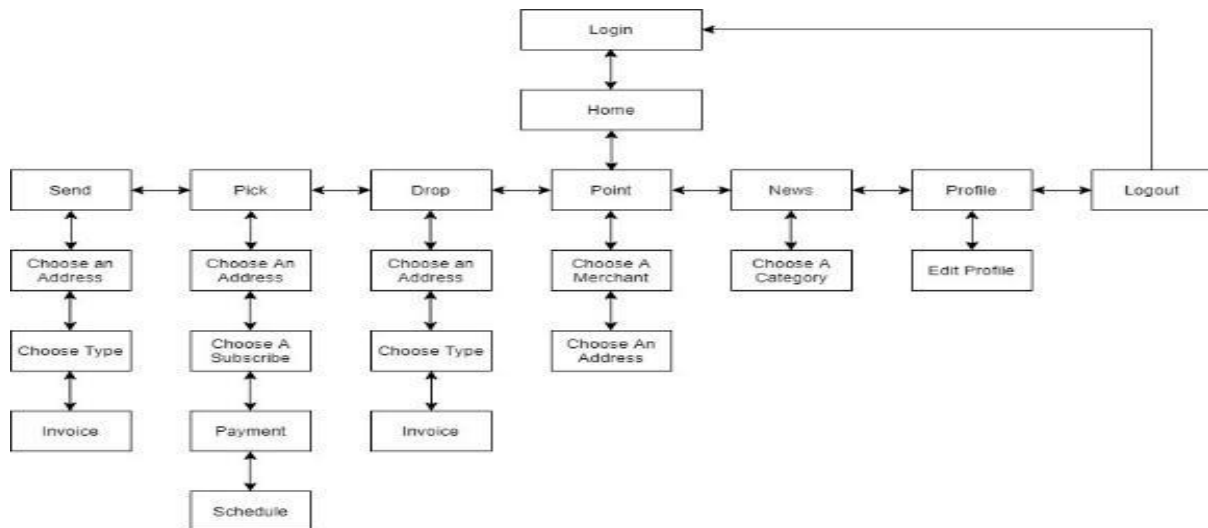 Login
Home
Send
Pick
Drop
Point
News
Profile
Logout
Choose an
Address
Choose An
Address
Choose an
Address
Choose A
Merchant
Choose A
Category
Edit Profile
Choose Type
Choose A
Subscribe
Choose Type
Choose An
Address
Invoice
Payment
Invoice
Schedule